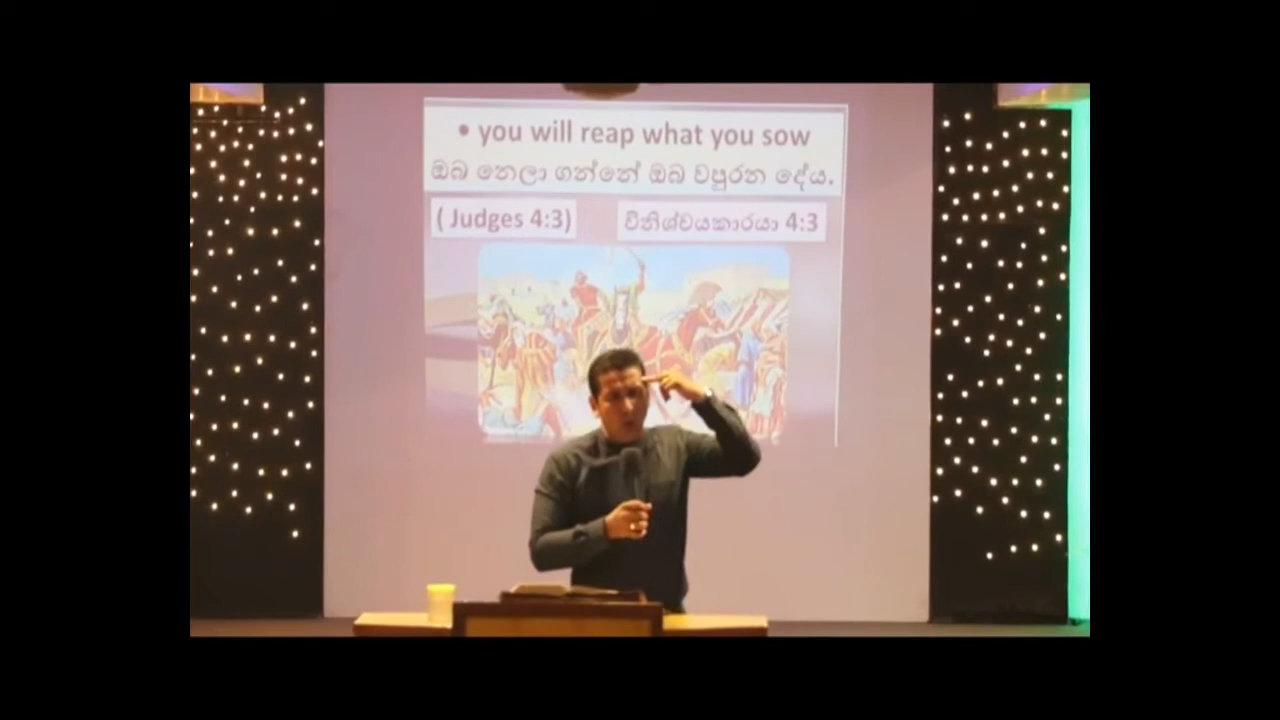 • you will reap what you sow
ඔබ නෙලා ගන්නේ ඔබ වපුරන දේය.
( Judges 4:3) විනිශ්චයකාරයා 4:3